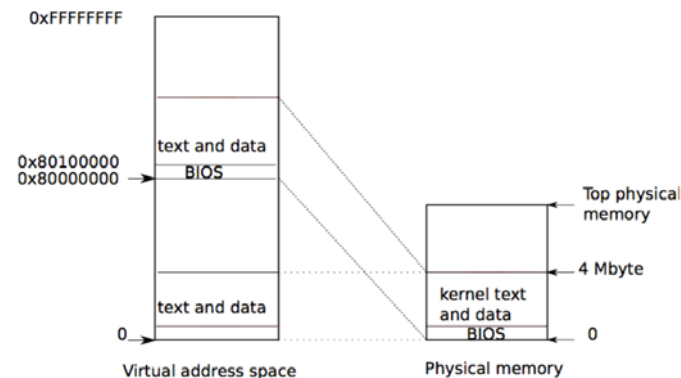 0xFFFFFFFF
text and data
0x80100000
BIOS
0x80000000
Top physical
memory
4 Mbyte
kernel text
and data
text and data
0
BIOS
0
Virtual address space
Physical memory